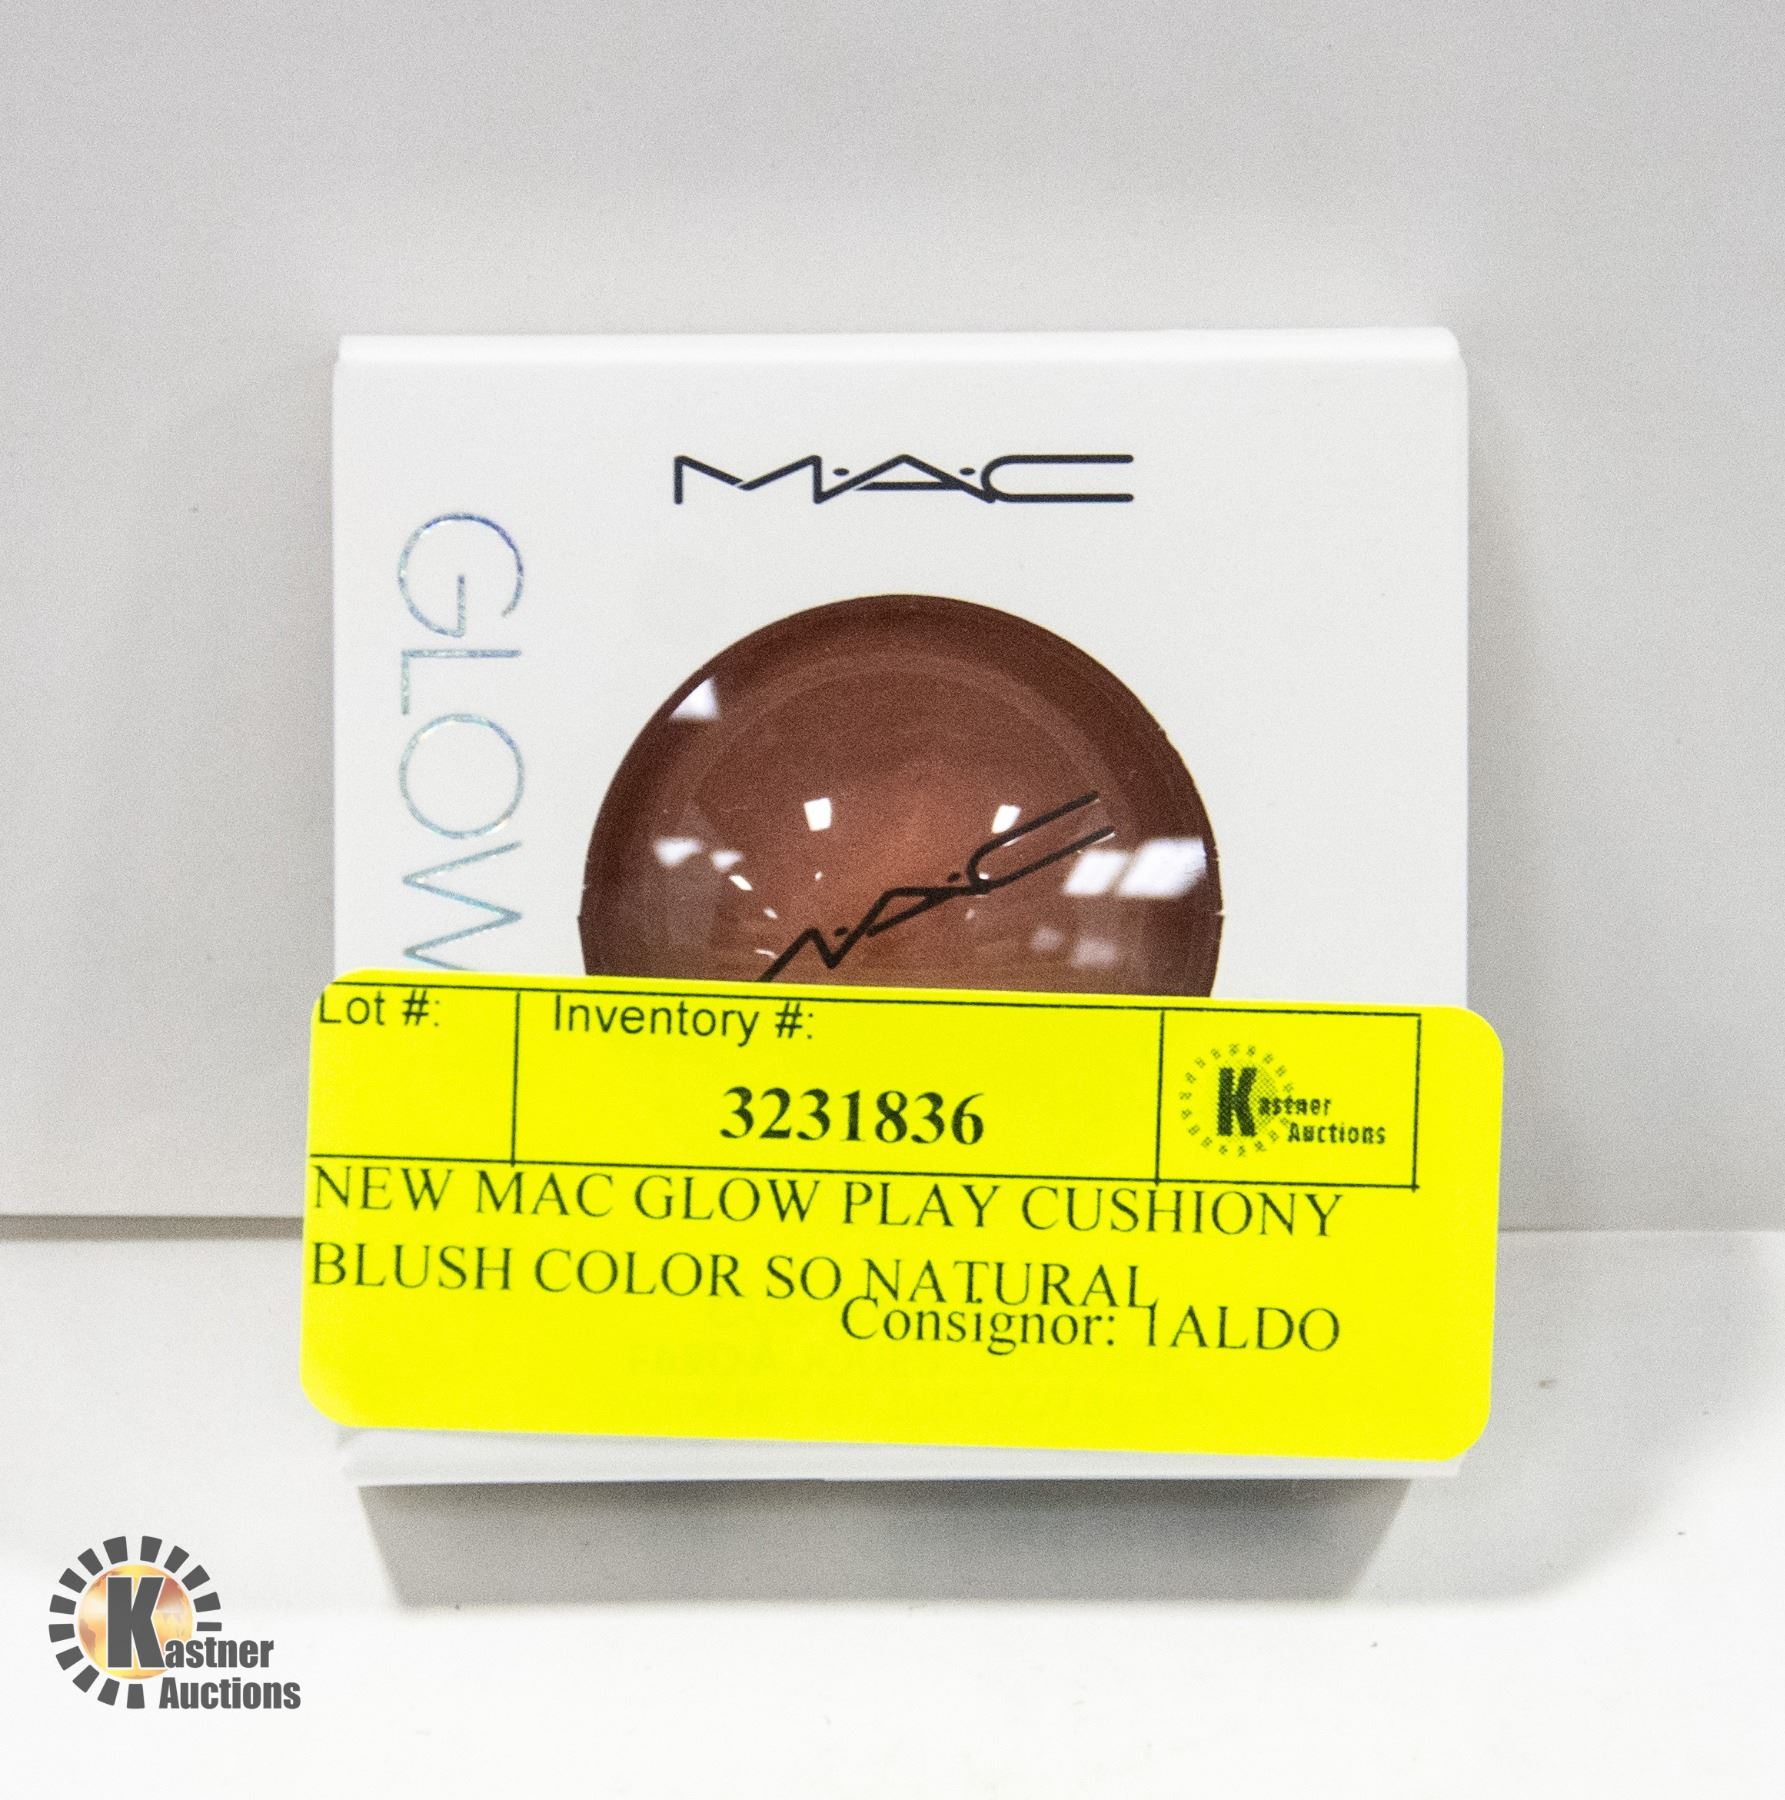 M·A·C
GLOW
M·A·C
Lot #:
Inventory #:
3231836
Kastner
Auctions
NEW MAC GLOW PLAY CUSHIONY
BLUSH COLOR SO NATURAL
Consignor: 1ALDO
Kastner
Auctions